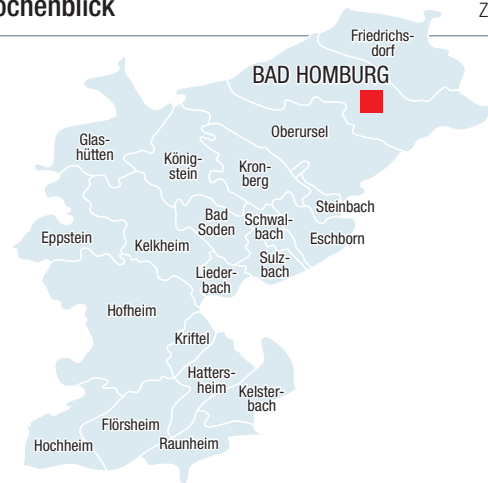 ochenblick
Z
Friedrichs-
dorf
BAD HOMBURG
Oberursel
Glas-
hütten
König-
stein
Kron-
berg
Steinbach
Bad
Soden
Schwal-
bach
Eschborn
Eppstein
Kelkheim
Sulz-
bach
Lieder-
bach
Hofheim
Kriftel
Hatters-
heim
Kelster-
bach
Flörsheim
Hochheim
Raunheim